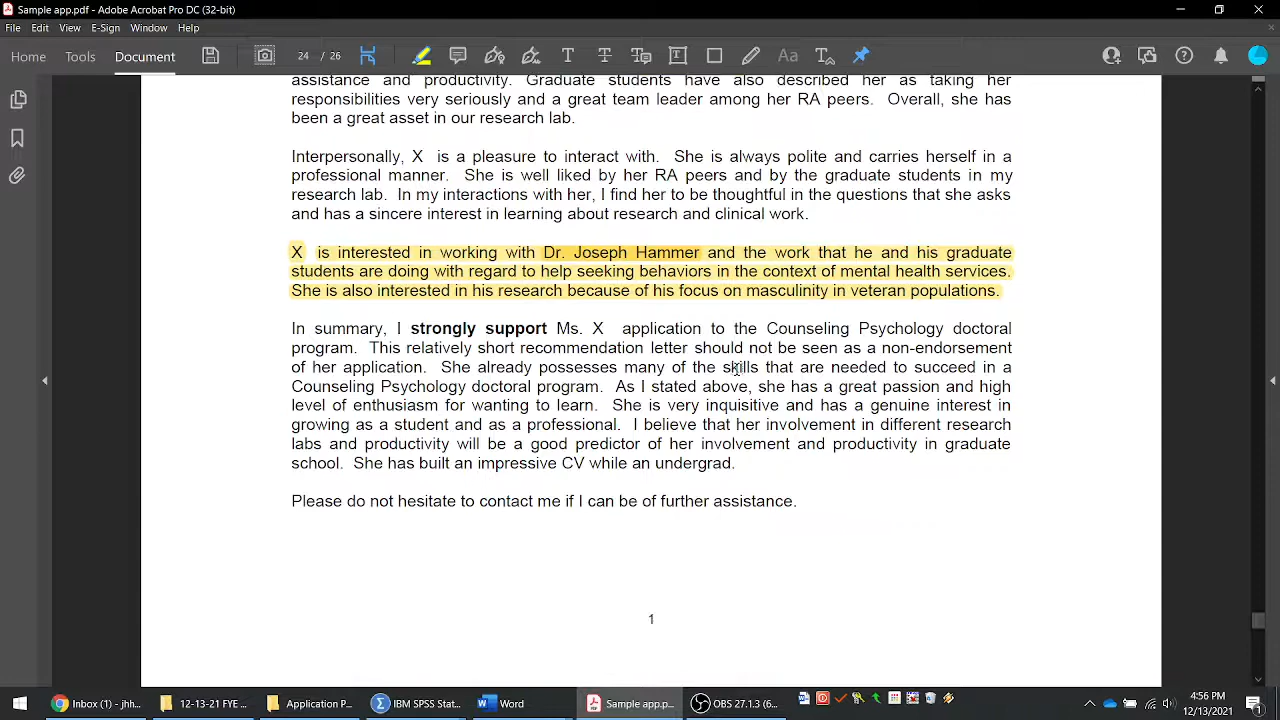 Sample app.pdf - Adobe Acrobat Pro DC (32-bit)
File Edit View E-Sign Window Help
Home Tools Document 24 / 26
assistance and productivity. Graduate students have also described her as taking her
responsibilities very seriously and a great team leader among her RA peers. Overall, she has
been a great asset in our research lab.
Interpersonally, X is a pleasure to interact with. She is always polite and carries herself in a
professional manner. She is well liked by her RA peers and by the graduate students in my
research lab. In my interactions with her, I find her to be thoughtful in the questions that she asks
and has a sincere interest in learning about research and clinical work.
X is interested in working with Dr. Joseph Hammer and the work that he and his graduate
students are doing with regard to help seeking behaviors in the context of mental health services.
She is also interested in his research because of his focus on masculinity in veteran populations.
In summary, I strongly support Ms. X application to the Counseling Psychology doctoral
program. This relatively short recommendation letter should not be seen as a non-endorsement
of her application. She already possesses many of the skills that are needed to succeed in a
Counseling Psychology doctoral program. As I stated above, she has a great passion and high
level of enthusiasm for wanting to learn. She is very inquisitive and has a genuine interest in
growing as a student and as a professional. I believe that her involvement in different research
labs and productivity will be a good predictor of her involvement and productivity in graduate
school. She has built an impressive CV while an undergrad.
Please do not hesitate to contact me if I can be of further assistance.
1
Inbox (1) - jhh... 12-13-21 FYE ... Application P... IBM SPSS Stat... Word Sample app.p... OBS 27.13 (6... 4:56 PM
12/13/2021